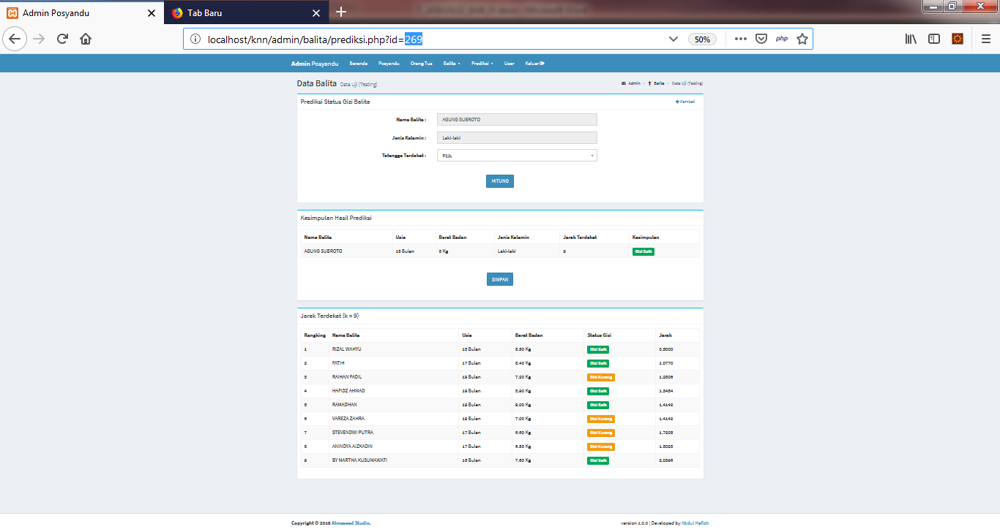 Admin Posyandu
Tab Baru
localhost/knn/admin/balita/prediksi.php?id=269
50%
php
Admin Posyandu Beranda Posyandu Orang Tua Balita Prediksi User Keluar
Data Balita Data Uji (Testing)
Admin > Balita > Data Uji (Testing)
Prediksi Status Gizi Balita
Kembali
Nama Balita : AGUNG SUBROTO
Jenis Kelamin : Laki-laki
Tetangga Terdekat : Pilih
HITUNG
Kesimpulan Hasil Prediksi
Nama Balita Usia Berat Badan Jenis Kelamin Jarak Terdekat Kesimpulan
AGUNG SUBROTO 18 Bulan 8 Kg Laki-laki 9 Gizi Baik
SIMPAN
Jarak Terdekat (k = 9)
Rangking Nama Balita Usia Berat Badan Status Gizi Jarak
1 RIZAL WAHYU 18 Bulan 8.50 Kg Gizi Baik 0.5000
2 FATIH 17 Bulan 8.40 Kg Gizi Baik 1.0770
3 RAIHAN FADIL 19 Bulan 7.20 Kg Gizi Kurang 1.2806
4 HAFIDZ AHMAD 19 Bulan 8.90 Kg Gizi Baik 1.3454
5 RAMADHAN 19 Bulan 9.00 Kg Gizi Baik 1.4142
6 VAREZA ZAHRA 19 Bulan 7.00 Kg Gizi Kurang 1.4142
7 STEVENDWI PUTRA 17 Bulan 6.60 Kg Gizi Kurang 1.7205
8 ANINDYA AIZKADIN 17 Bulan 6.50 Kg Gizi Kurang 1.8028
9 BY MARTHA KUSUMAWATI 16 Bulan 7.60 Kg Gizi Baik 2.0396
Copyright © 2018 Almaseed Studio.
version 1.0.0 | Developed by Abdul Hafizh